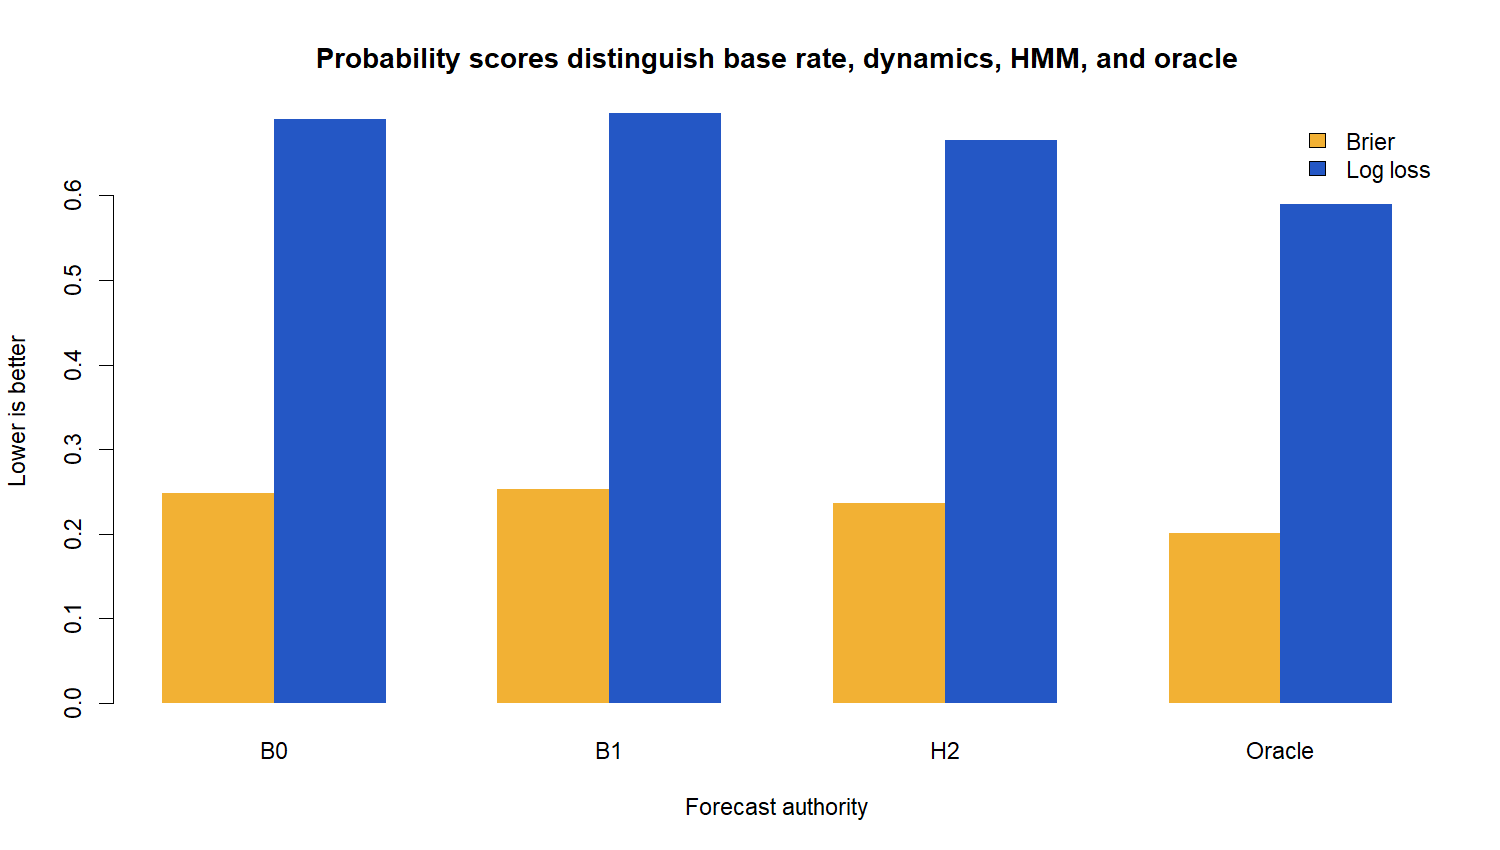 Probability scores distinguish base rate, dynamics, HMM, and oracle
Brier
Log loss
Lower is better
0.6
0.5
0.4
0.3
0.2
0.1
0.0
B0
B1
H2
Oracle
Forecast authority